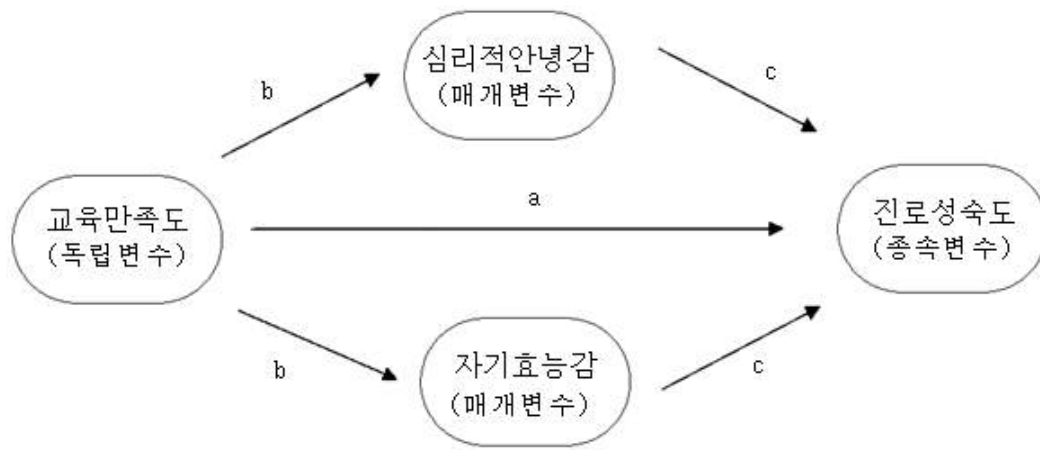 심리적안녕감
(매개변수)
b
c
교육만족도
(독립변수)
a
진로성숙도
(종속변수)
b
자기효능감
(매개변수)
c